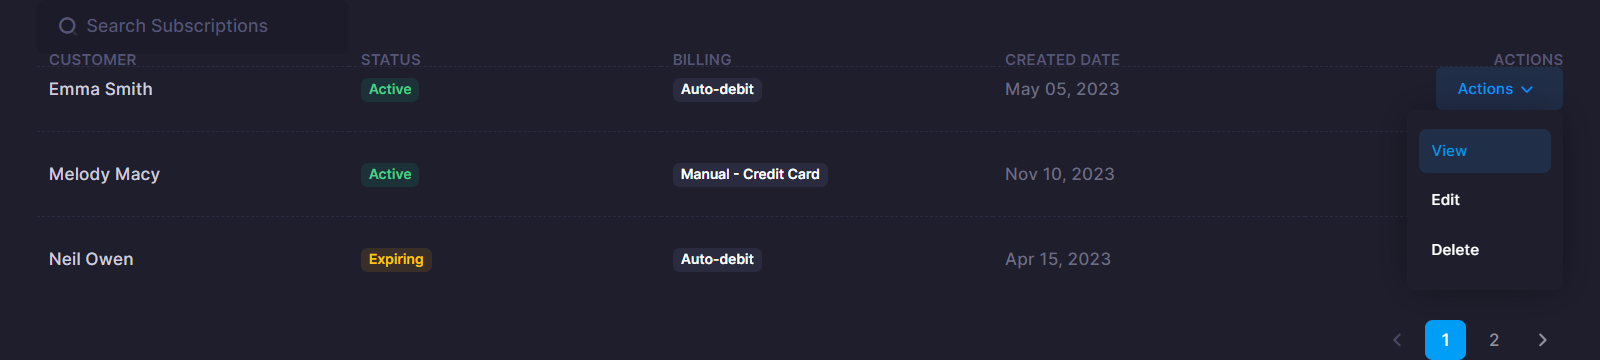 Search Subscriptions
CUSTOMER STATUS BILLING CREATED DATE ACTIONS
Emma Smith Active Auto-debit May 05, 2023 Actions
View
Melody Macy Active Manual - Credit Card Nov 10, 2023
Edit
Delete
Neil Owen Expiring Auto-debit Apr 15, 2023
1 2